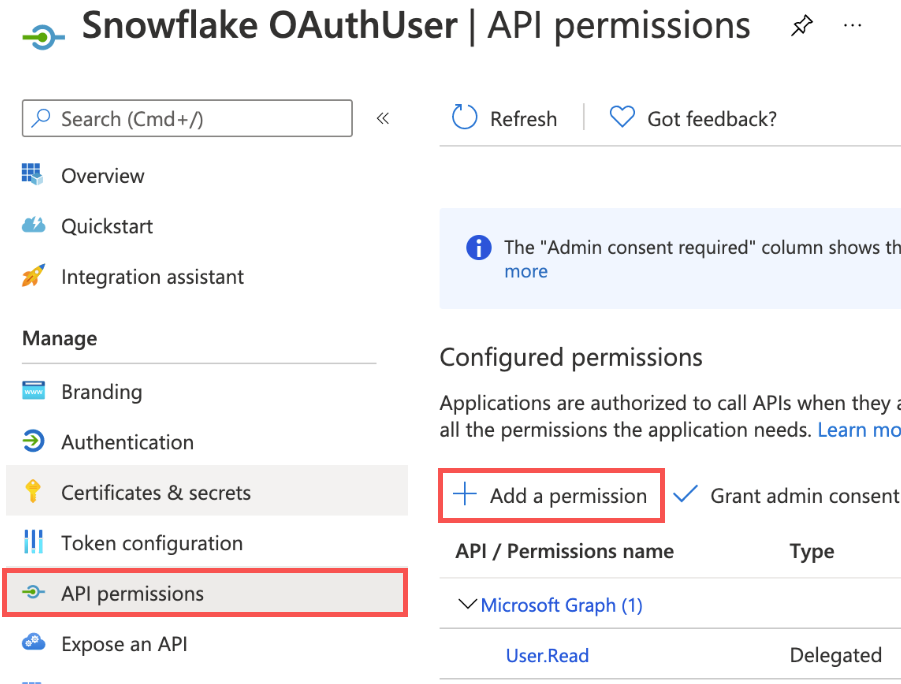 Snowflake OAuthUser | API permissions
Search (Cmd+/)
Refresh
Got feedback?
Overview
Quickstart
Integration assistant
Manage
Branding
Authentication
Certificates & secrets
Token configuration
API permissions
Expose an API
The "Admin consent required" column shows th
more
Configured permissions
Applications are authorized to call APIs when they a
all the permissions the application needs. Learn mo
Add a permission
Grant admin consent
API / Permissions name
Type
Microsoft Graph (1)
User.Read
Delegated